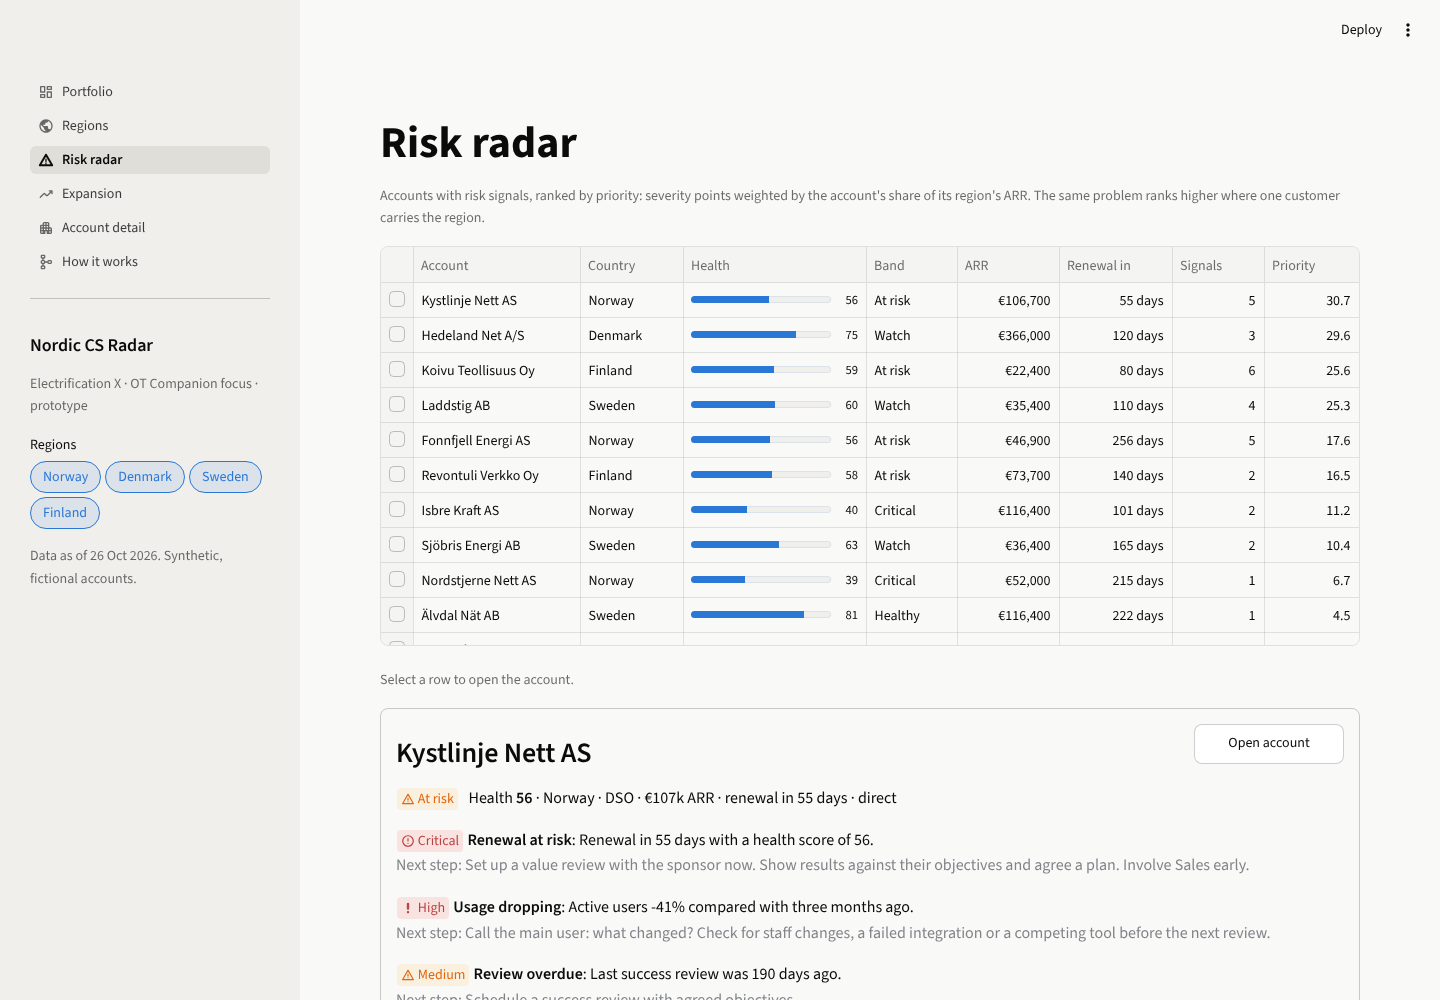 Deploy
Portfolio
Regions
Risk radar
Expansion
Account detail
How it works
Nordic CS Radar
Electrification X · OT Companion focus ·
prototype
Regions
Norway Denmark Sweden
Finland
Data as of 26 Oct 2026. Synthetic,
fictional accounts.
Risk radar
Accounts with risk signals, ranked by priority: severity points weighted by the account's share of its region's ARR. The same problem ranks higher where one customer
carries the region.
Account Country Health Band ARR Renewal in Signals Priority
Kystlinje Nett AS Norway 56 At risk €106,700 55 days 5 30.7
Hedeland Net A/S Denmark 75 Watch €366,000 120 days 3 29.6
Koivu Teollisuus Oy Finland 59 At risk €22,400 80 days 6 25.6
Laddstig AB Sweden 60 Watch €35,400 110 days 4 25.3
Fonnfjell Energi AS Norway 56 At risk €46,900 256 days 5 17.6
Revontuli Verkko Oy Finland 58 At risk €73,700 140 days 2 16.5
Isbre Kraft AS Norway 40 Critical €116,400 101 days 2 11.2
Sjöbris Energi AB Sweden 63 Watch €36,400 165 days 2 10.4
Nordstjerne Nett AS Norway 39 Critical €52,000 215 days 1 6.7
Älvdal Nät AB Sweden 81 Healthy €116,400 222 days 1 4.5
Select a row to open the account.
Kystlinje Nett AS
Open account
At risk Health 56 · Norway · DSO · €107k ARR · renewal in 55 days · direct
Critical Renewal at risk: Renewal in 55 days with a health score of 56.
Next step: Set up a value review with the sponsor now. Show results against their objectives and agree a plan. Involve Sales early.
High Usage dropping: Active users -41% compared with three months ago.
Next step: Call the main user: what changed? Check for staff changes, a failed integration or a competing tool before the next review.
Medium Review overdue: Last success review was 190 days ago.
Next step: Schedule a success review with agreed objectives.